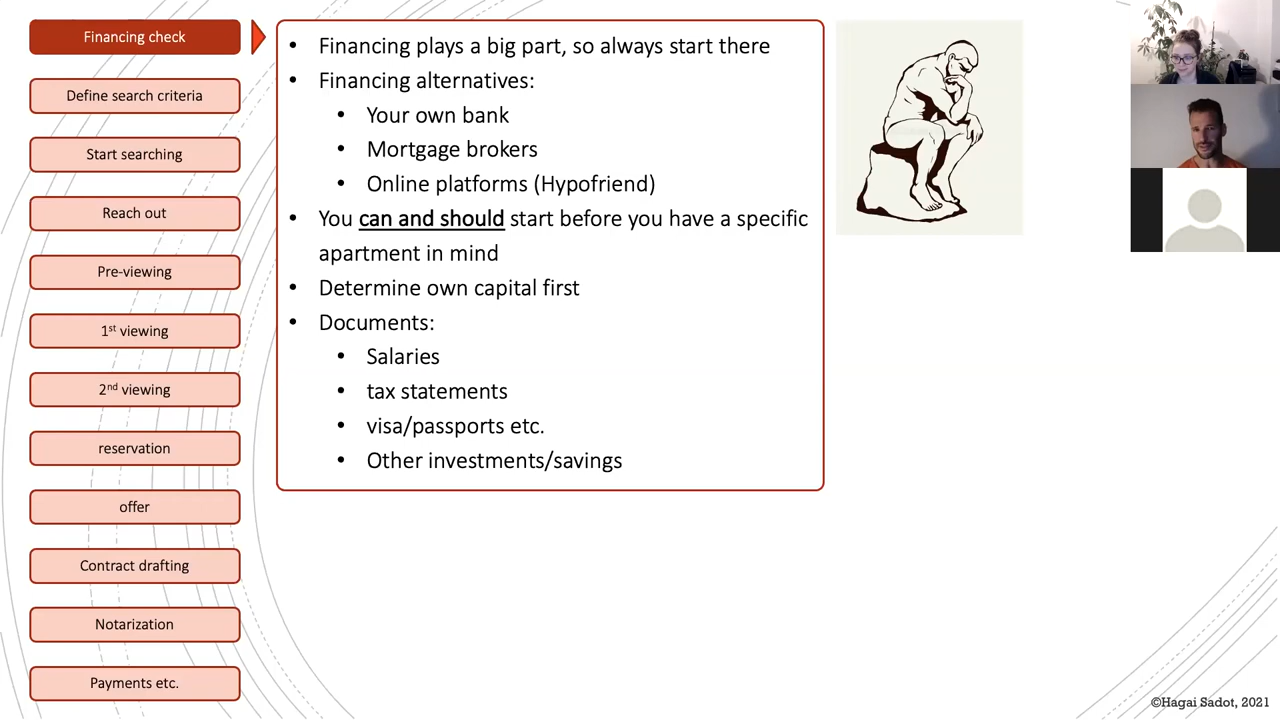 Financing check
Define search criteria
Start searching
Reach out
Pre-viewing
1st viewing
2nd viewing
reservation
offer
Contract drafting
Notarization
Payments etc.
• Financing plays a big part, so always start there
• Financing alternatives:
• Your own bank
• Mortgage brokers
• Online platforms (Hypofriend)
• You can and should start before you have a specific
apartment in mind
• Determine own capital first
• Documents:
• Salaries
• tax statements
• visa/passports etc.
• Other investments/savings
©Hagai Sadot, 2021